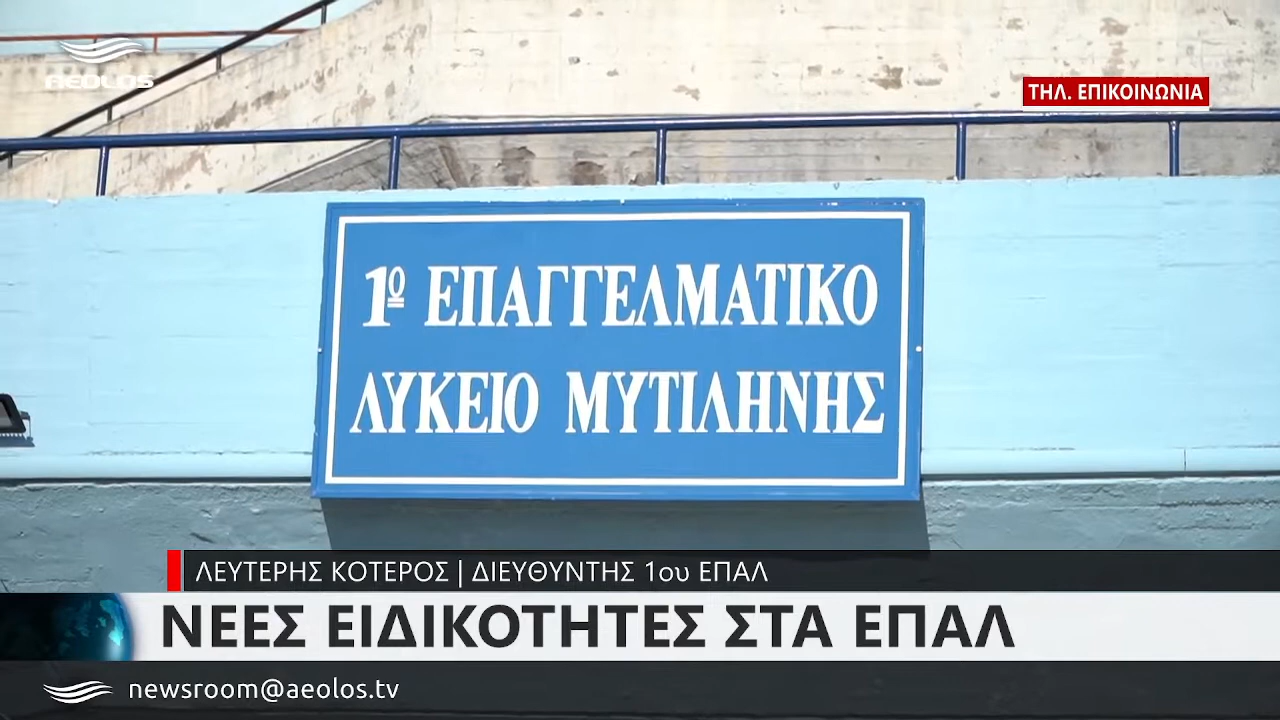 AEOLOS
ΤΗΛ. ΕΠΙΚΟΙΝΩΝΙΑ
1º ΕΠΑΓΓΕΛΜΑΤΙΚΟ
ΛΥΚΕΙΟ ΜΥΤΙΛΗΝΗΣ
ΛΕΥΤΕΡΗΣ ΚΟΤΕΡΟΣ | ΔΙΕΥΘΥΝΤΗΣ 1ου ΕΠΑΛ
ΝΕΕΣ ΕΙΔΙΚΟΤΗΤΕΣ ΣΤΑ ΕΠΑΛ
newsroom@aeolos.tv